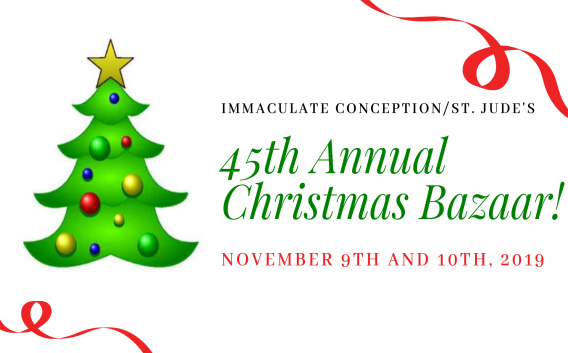 IMMACULATE CONCEPTION/ST. JUDE'S
45th Annual
Christmas Bazaar!
NOVEMBER 9TH AND 10TH, 2019